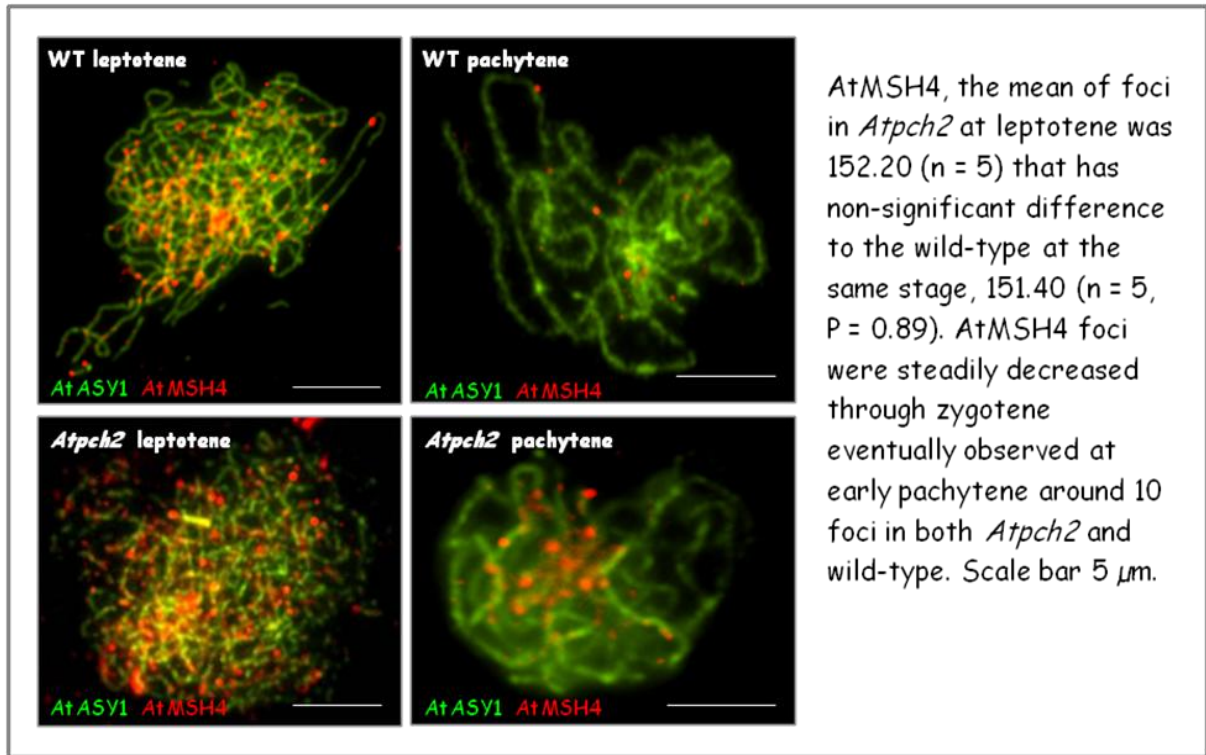 WT leptotene
WT pachytene
AtASY1 AtMSH4
AtASY1 AtMSH4
Atpch2 leptotene
Atpch2 pachytene
AtASY1 AtMSH4
AtASY1 AtMSH4
AtMSH4, the mean of foci
in Atpch2 at leptotene was
152.20 (n = 5) that has
non-significant difference
to the wild-type at the
same stage, 151.40 (n = 5,
P = 0.89). AtMSH4 foci
were steadily decreased
through zygotene
eventually observed at
early pachytene around 10
foci in both Atpch2 and
wild-type. Scale bar 5 µm.